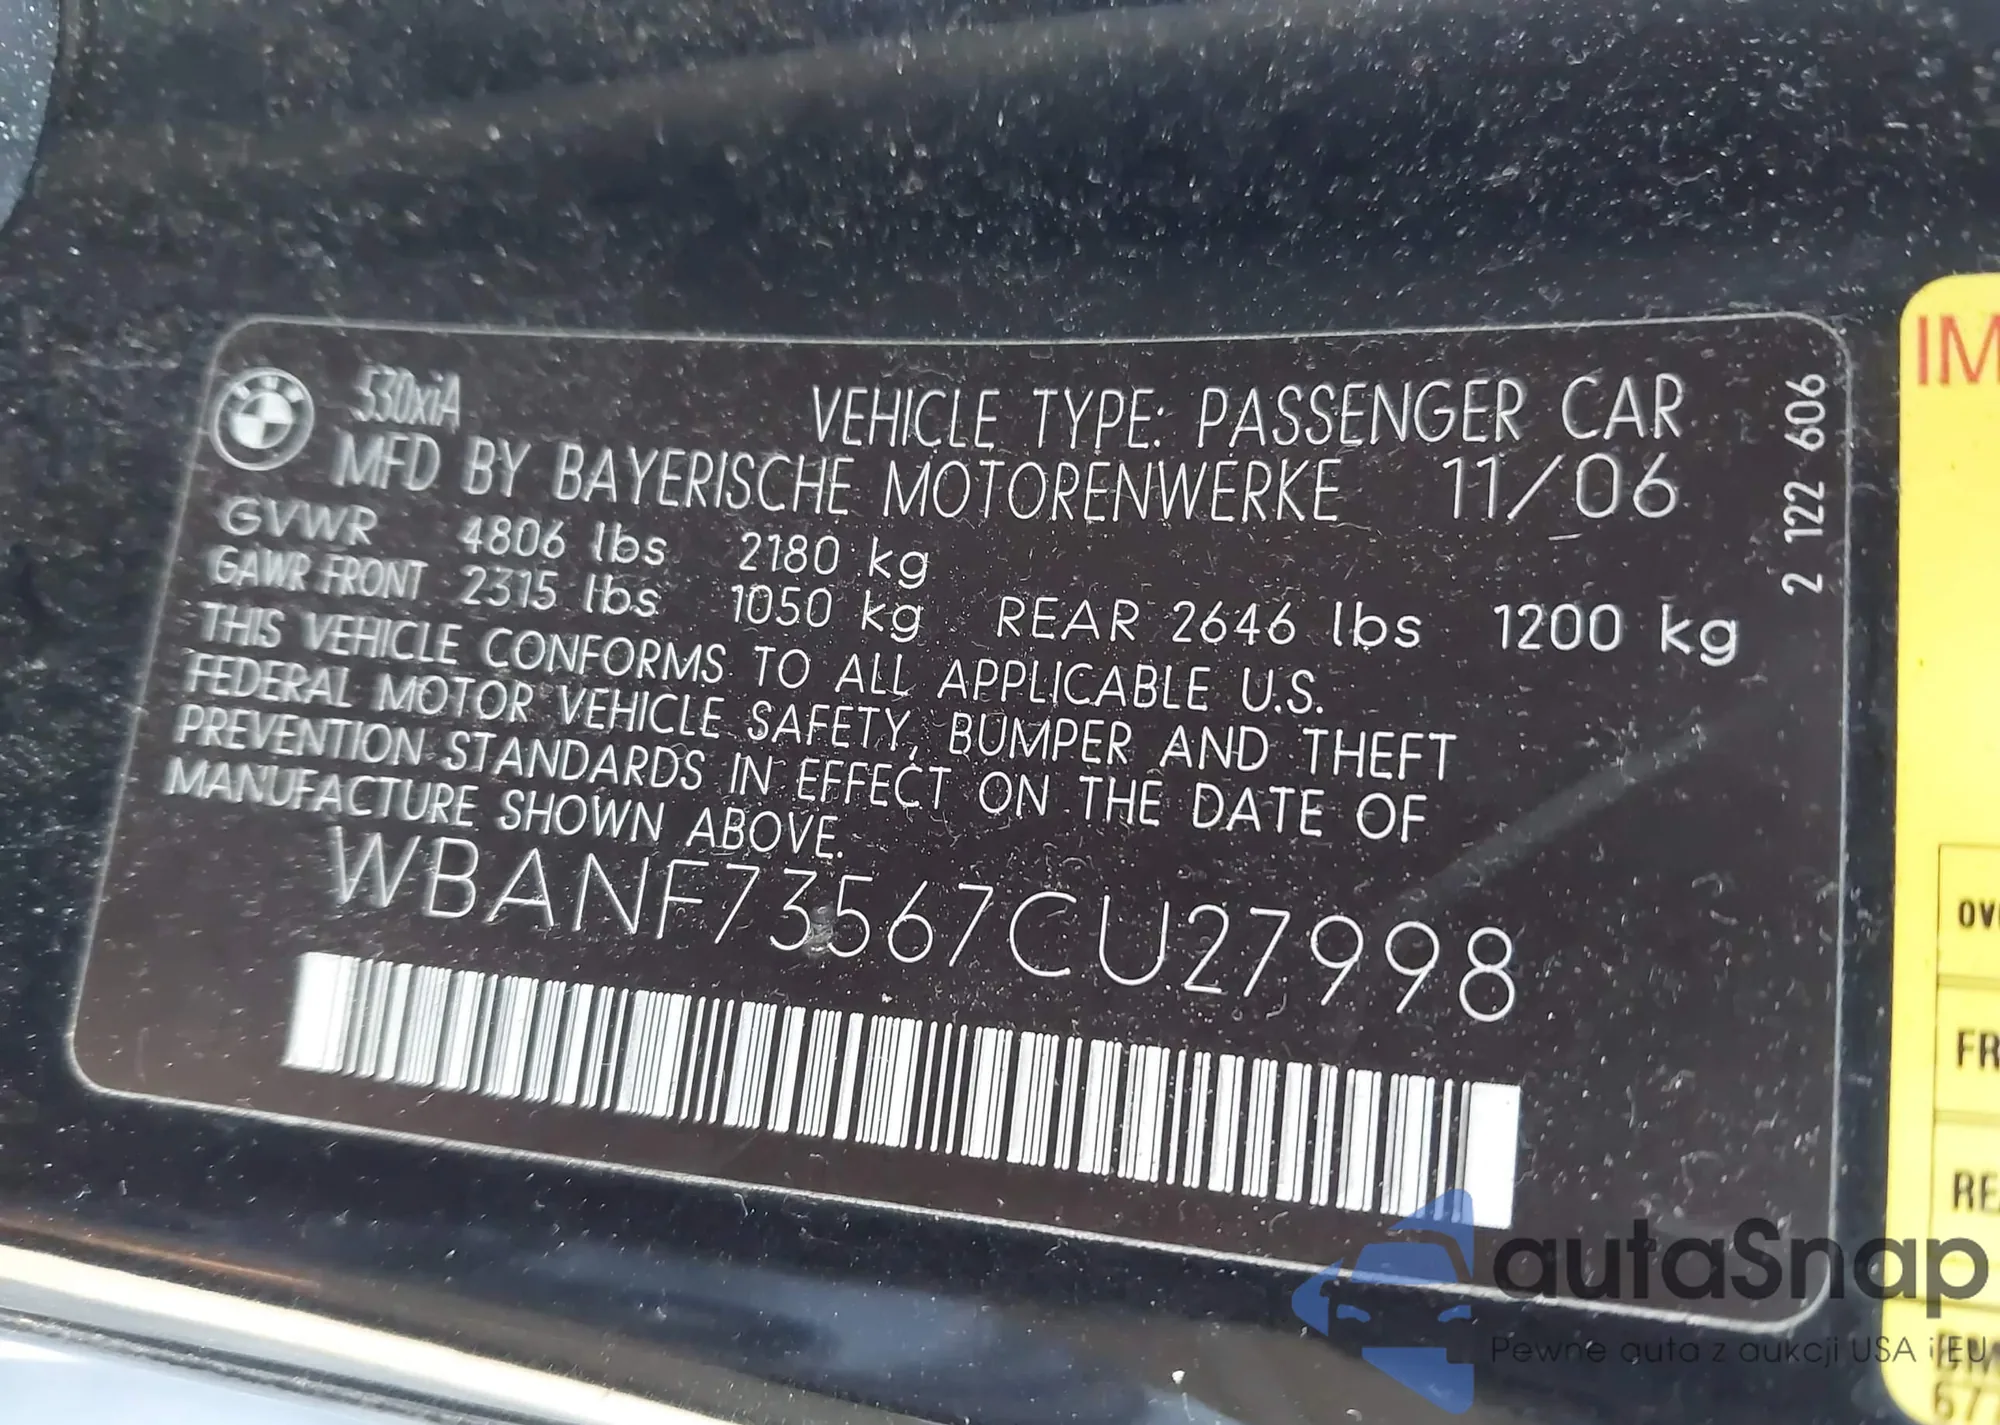 530xiA
VEHICLE TYPE: PASSENGER CAR
MFD BY BAYERISCHE MOTORENWERKE 11/06
GVWR 4806 lbs 2180 kg
GAWR FRONT 2315 lbs 1050 kg REAR 2646 lbs 1200 kg
THIS VEHICLE CONFORMS TO ALL APPLICABLE U.S.
FEDERAL MOTOR VEHICLE SAFETY, BUMPER AND THEFT
PREVENTION STANDARDS IN EFFECT ON THE DATE OF
MANUFACTURE SHOWN ABOVE.
WBANF73567CU27998
2 122 606
IM
FR
autaSnap
Pewne auta z aukcji USA i EU